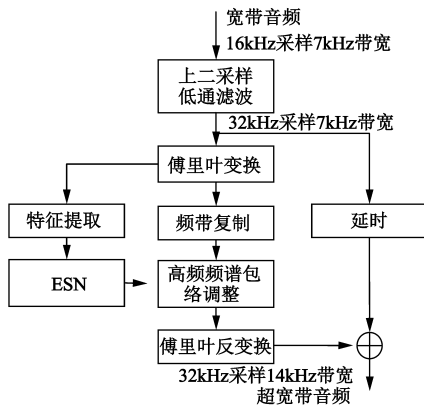 宽带音频
16kHz采样7kHz带宽
上二采样
低通滤波
32kHz采样7kHz带宽
傅里叶变换
特征提取
频带复制
延时
ESN
高频频谱包
络调整
傅里叶反变换
32kHz采样14kHz带宽
超宽带音频